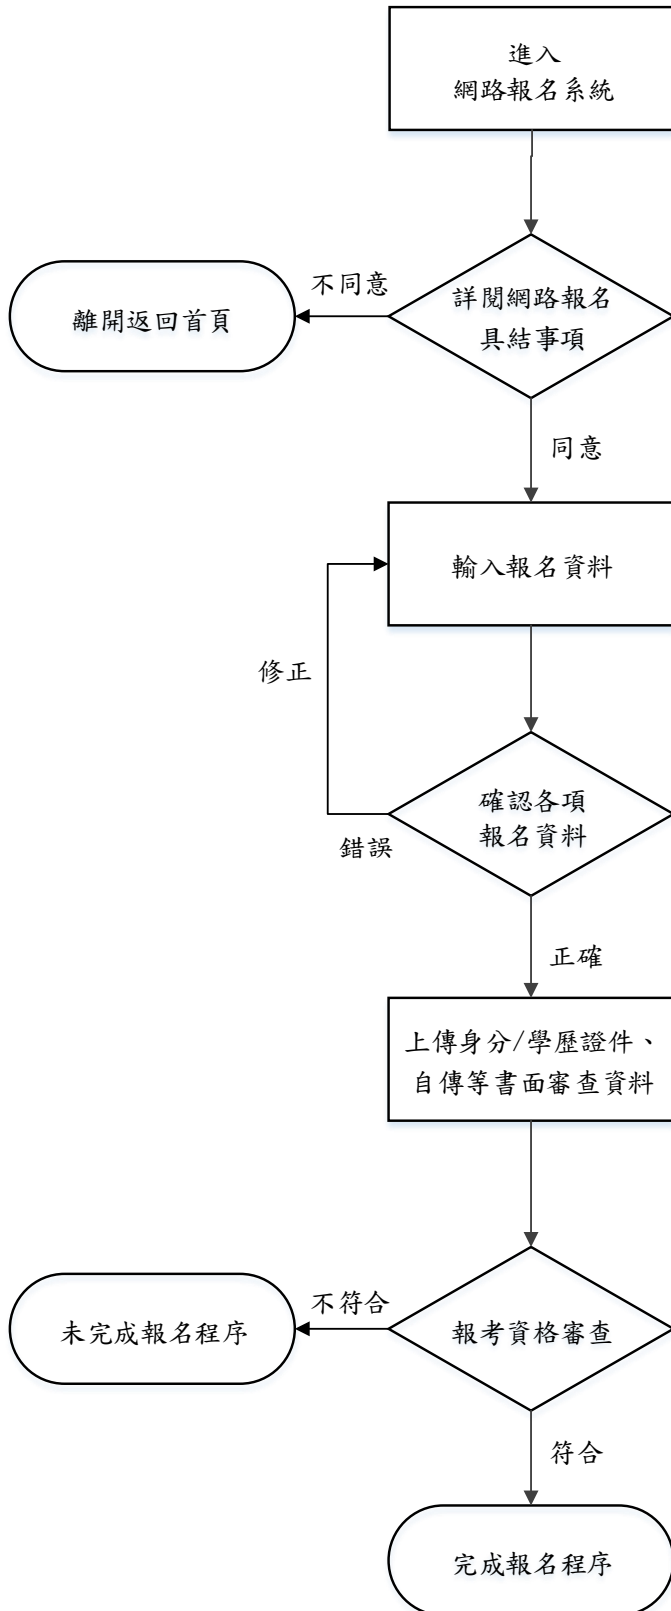 進入
網路報名系統
不同意
離開返回首頁
詳閱網路報名
具結事項
同意
輸入報名資料
修正
確認各項
報名資料
錯誤
正確
上傳身分/學歷證件、
自傳等書面審查資料
不符合
未完成報名程序
報考資格審查
符合
完成報名程序